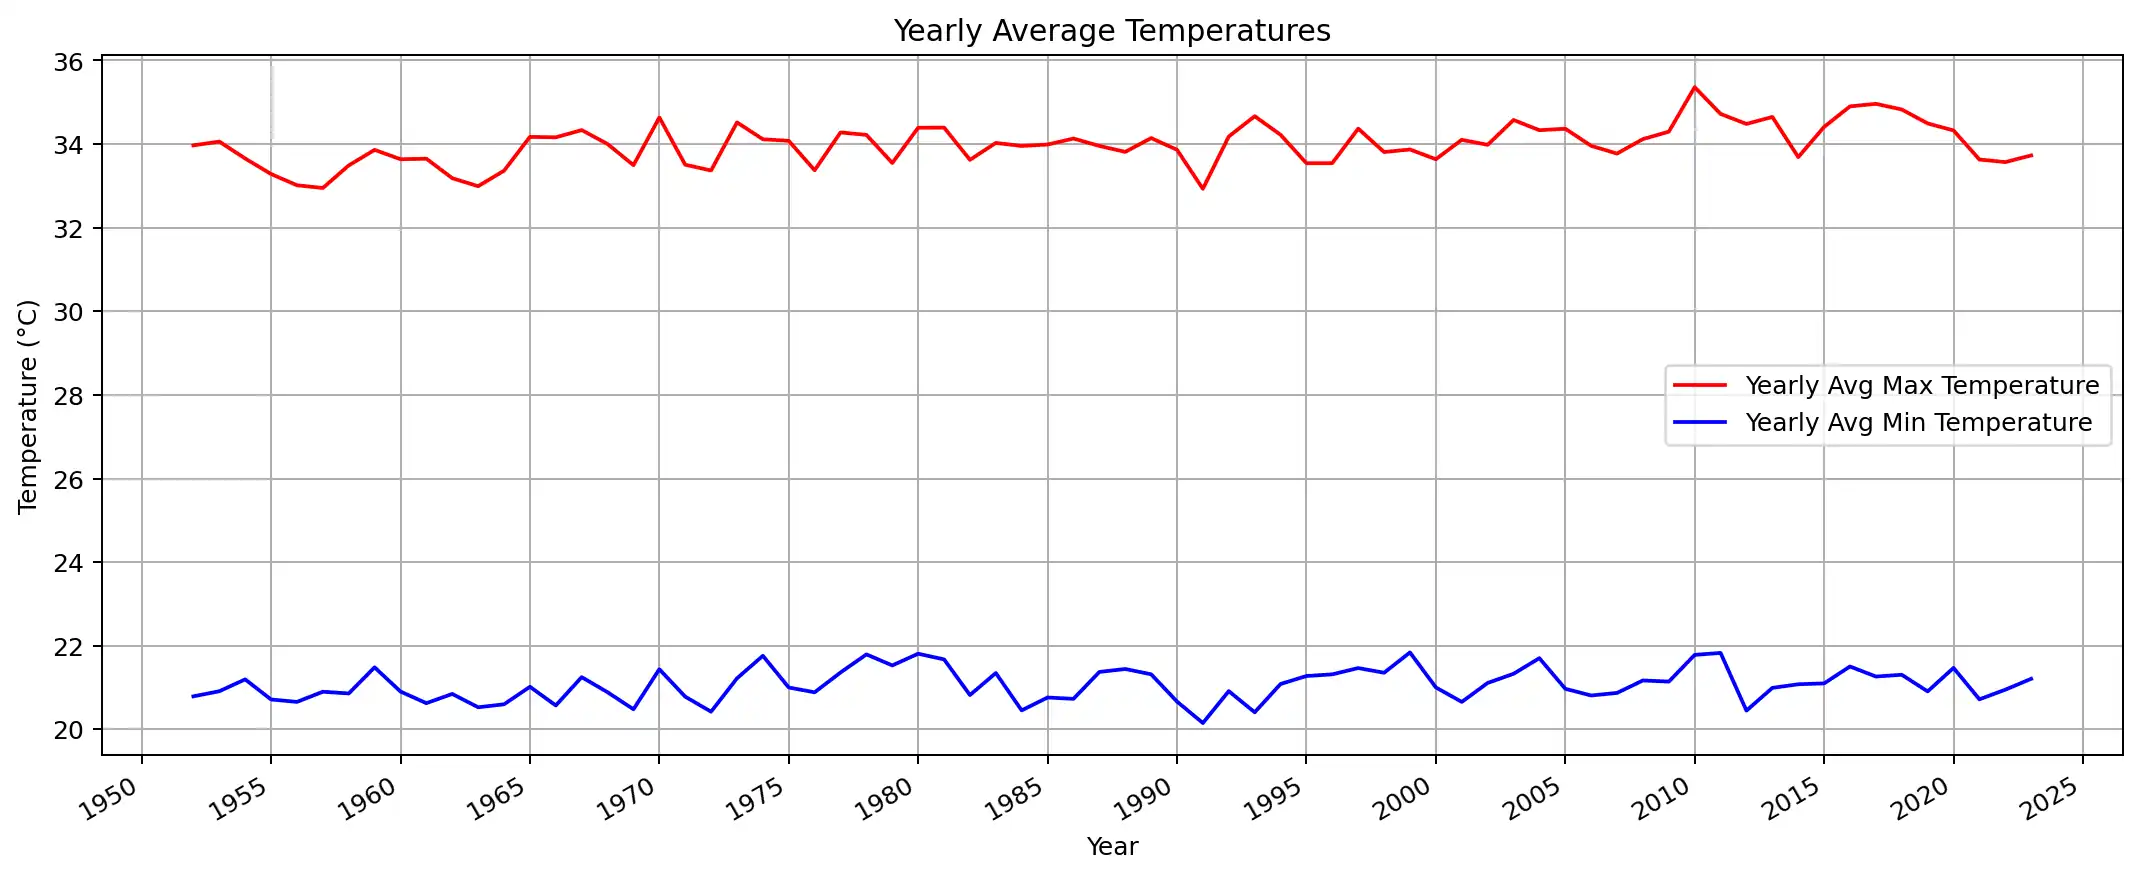 Yearly Average Temperatures
36
34
32
30
28
26
24
22
20
Temperature (°C)
Yearly Avg Max Temperature
Yearly Avg Min Temperature
1950 1955 1960 1965 1970 1975 1980 1985 1990 1995 2000 2005 2010 2015 2020 2025
Year